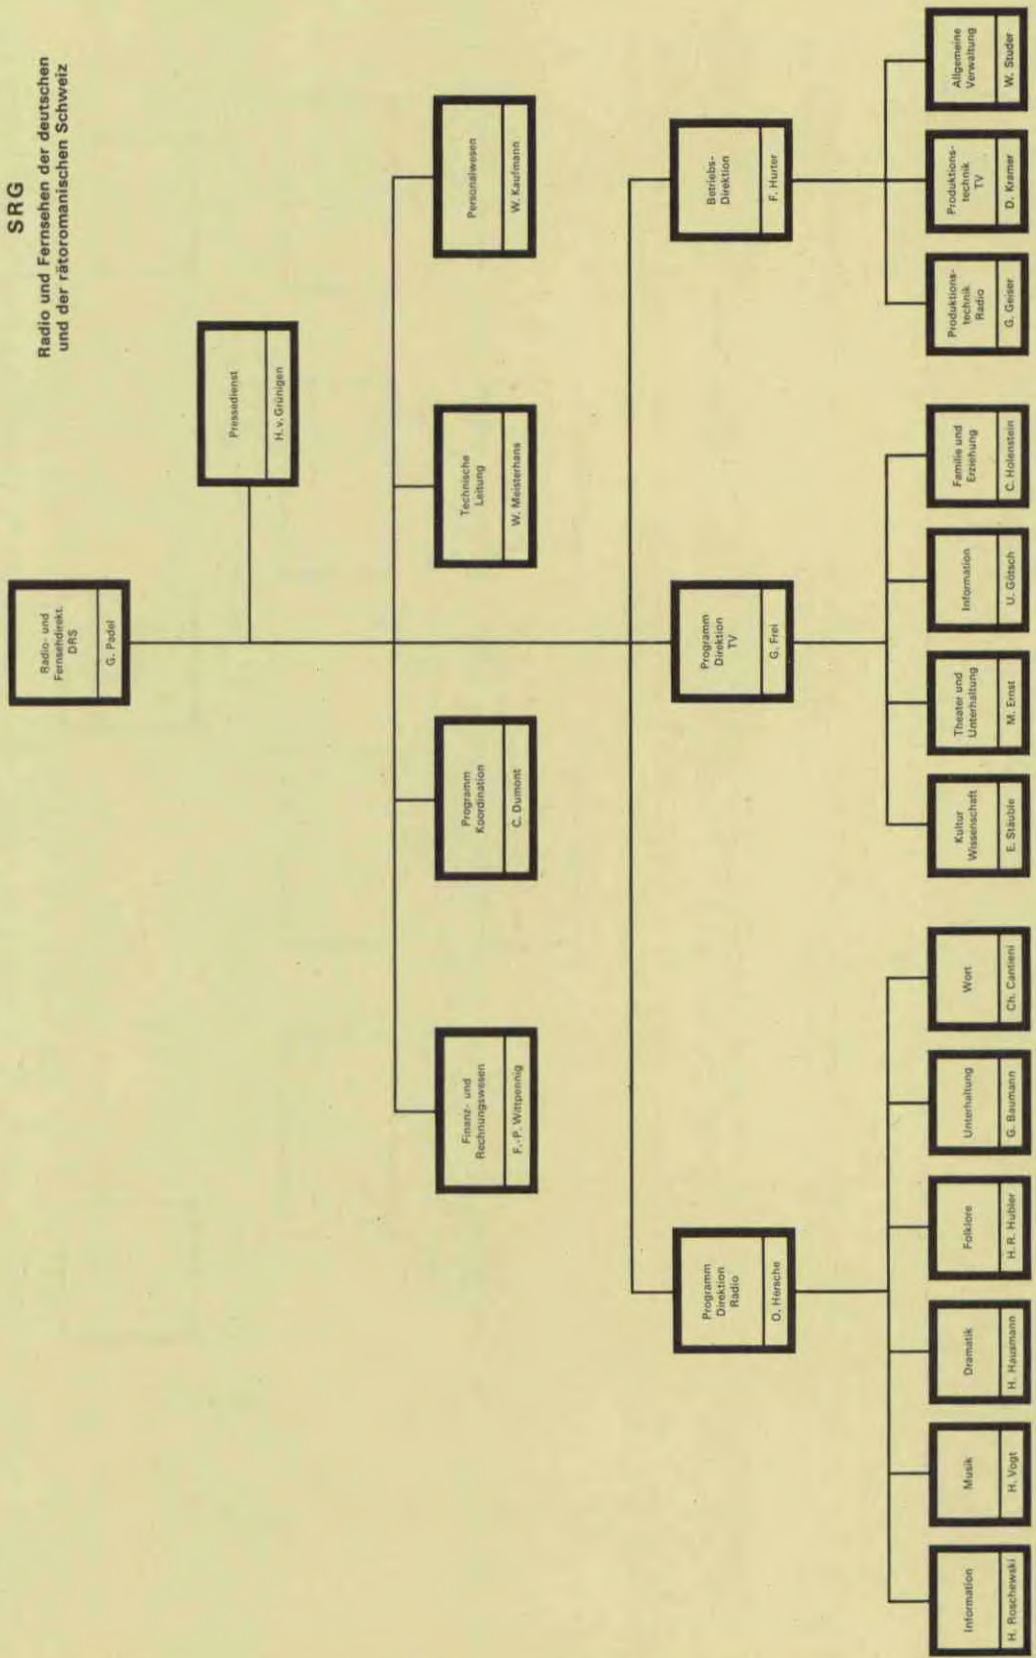 SRG
Radio und Fernsehen der deutschen
und der rätoromanischen Schweiz
Radio- und
Fernsehdirekt.
DRS
G. Padel
Pressedienst
H. v. Grünigen
Finanz- und
Rechnungswesen
F.-P. Wittpennig
Programm
Koordination
C. Dumont
Technische
Leitung
W. Meisterhans
Personalwesen
W. Kaufmann
Programm
Direktion
Radio
O. Hersche
Programm
Direktion
TV
G. Frei
Betriebs-
Direktion
F. Hurter
Information
H. Roschewski
Musik
H. Vogt
Dramatik
H. Hausmann
Folklore
H. R. Hubler
Unterhaltung
G. Baumann
Wort
Ch. Cantieni
Kultur
Wissenschaft
E. Stäuble
Theater und
Unterhaltung
M. Ernst
Information
U. Götsch
Familie und
Erziehung
C. Holenstein
Produktions-
technik
Radio
G. Geiser
Produktions-
technik
TV
D. Kramer
Allgemeine
Verwaltung
W. Studer